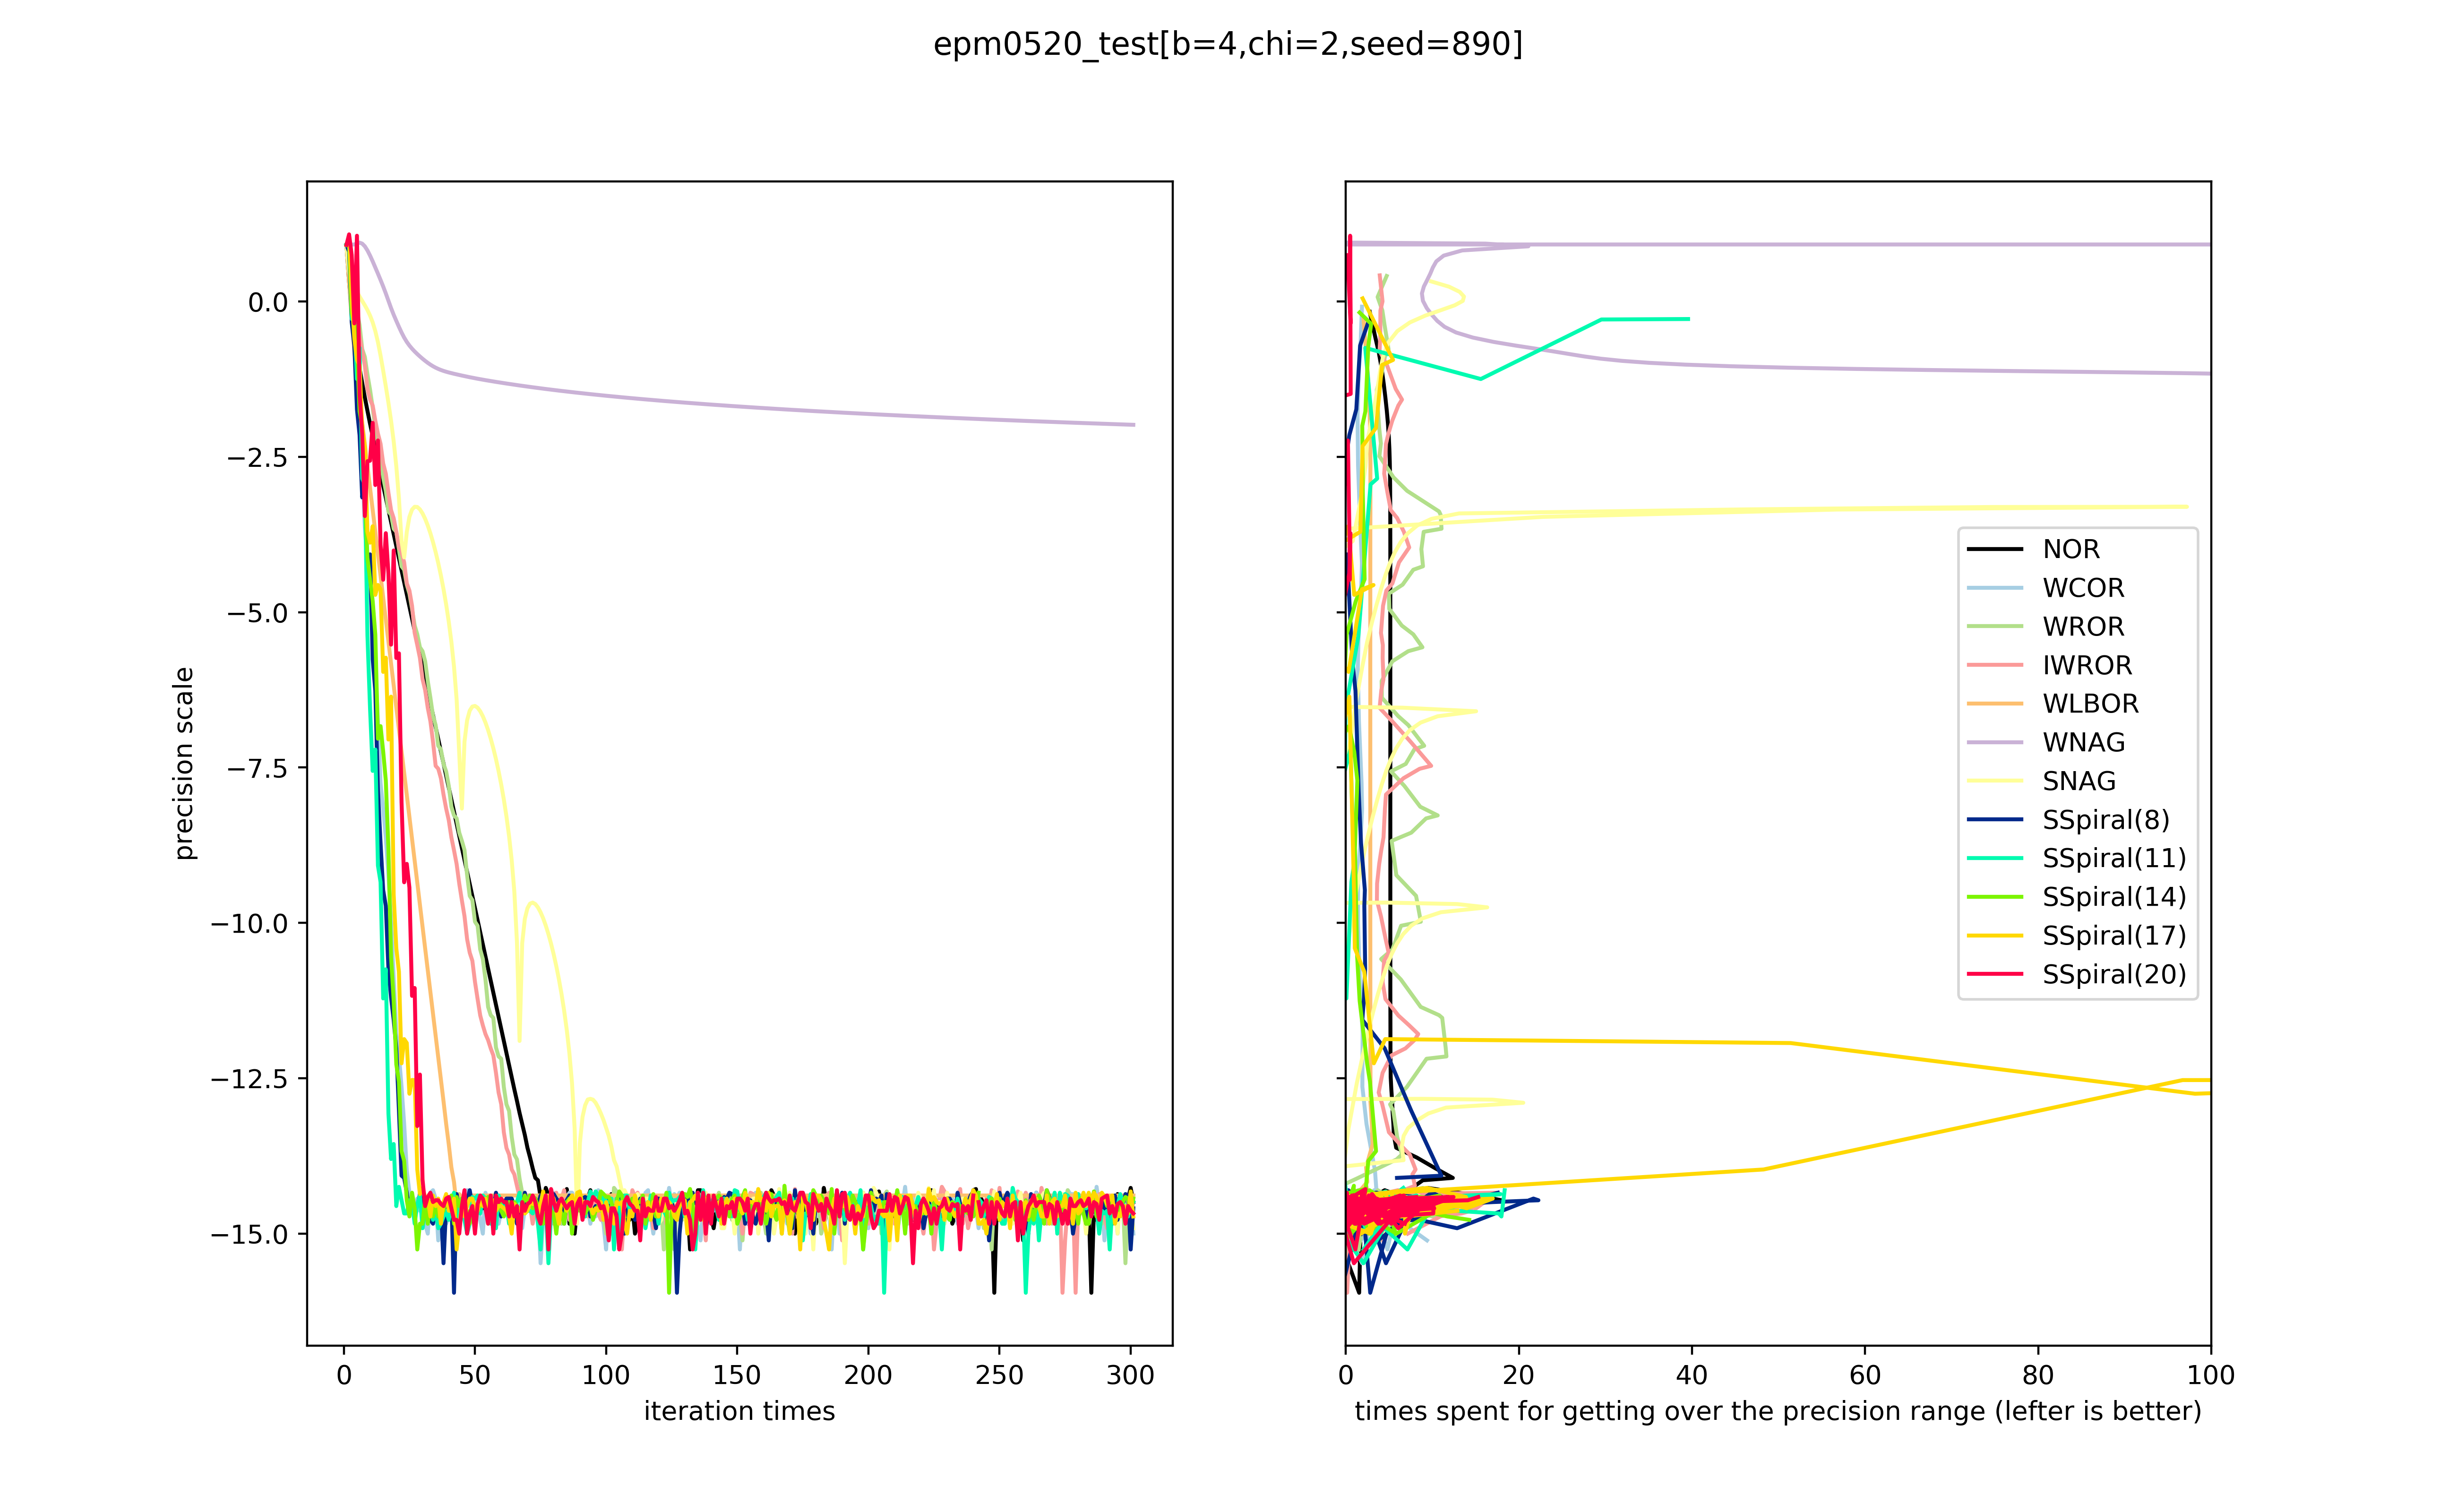 epm0520_test[b=4,chi=2,seed=890]
precision scale
0.0
−2.5
−5.0
−7.5
−10.0
−12.5
−15.0
0 50 100 150 200 250 300
iteration times
NOR
WCOR
WROR
IWROR
WLBOR
WNAG
SNAG
SSpiral(8)
SSpiral(11)
SSpiral(14)
SSpiral(17)
SSpiral(20)
0 20 40 60 80 100
times spent for getting over the precision range (lefter is better)